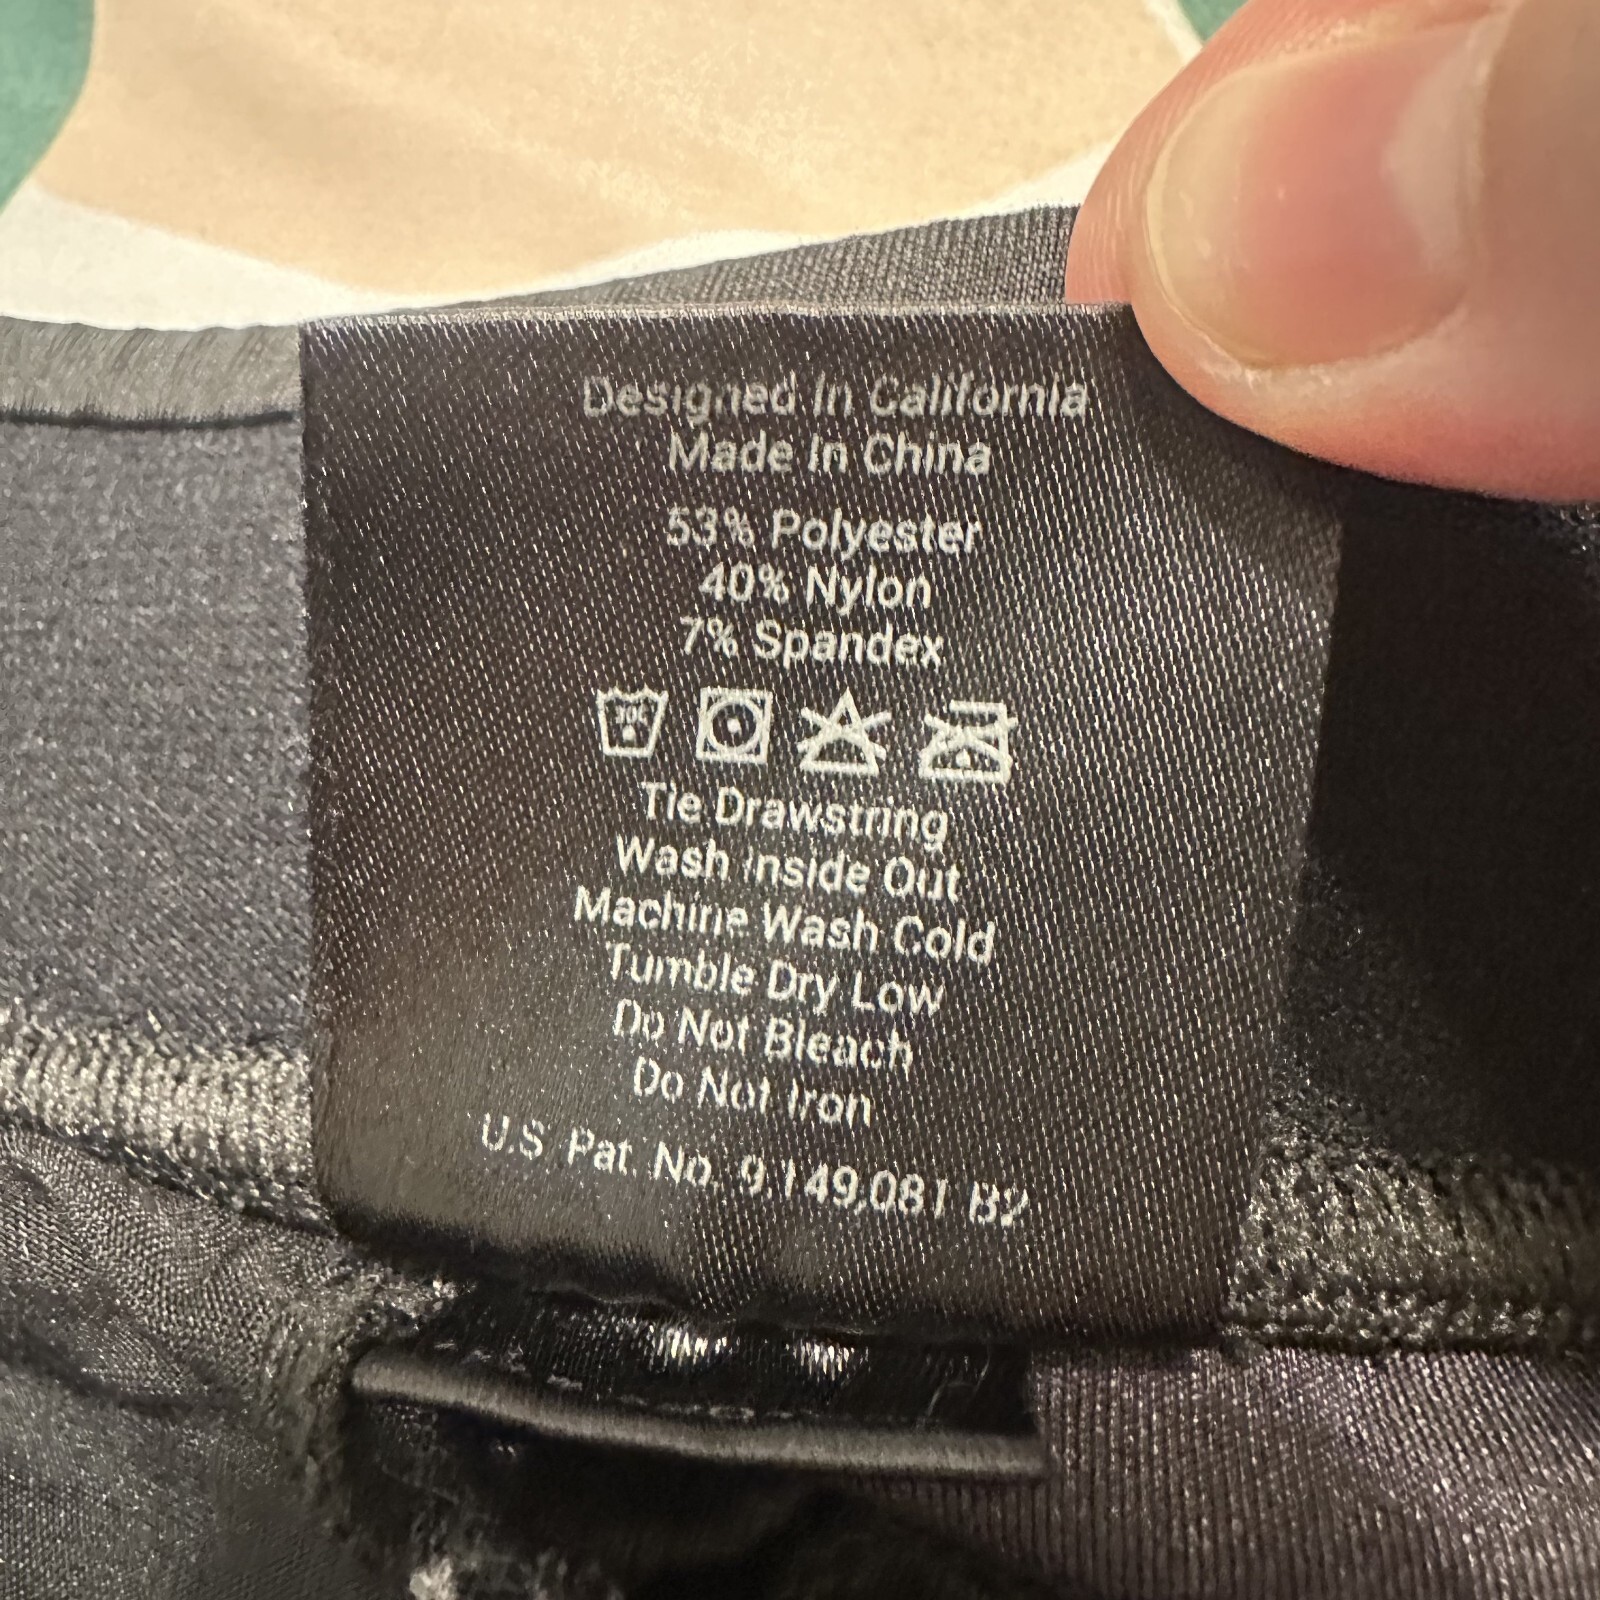 Designed In California
Made In China
53% Polyester
40% Nylon
7% Spandex
30C
Tie Drawstring
Wash Inside Out
Machine Wash Cold
Tumble Dry Low
Do Not Bleach
Do Not Iron
U.S. Pat. No. 9,149,081 B2